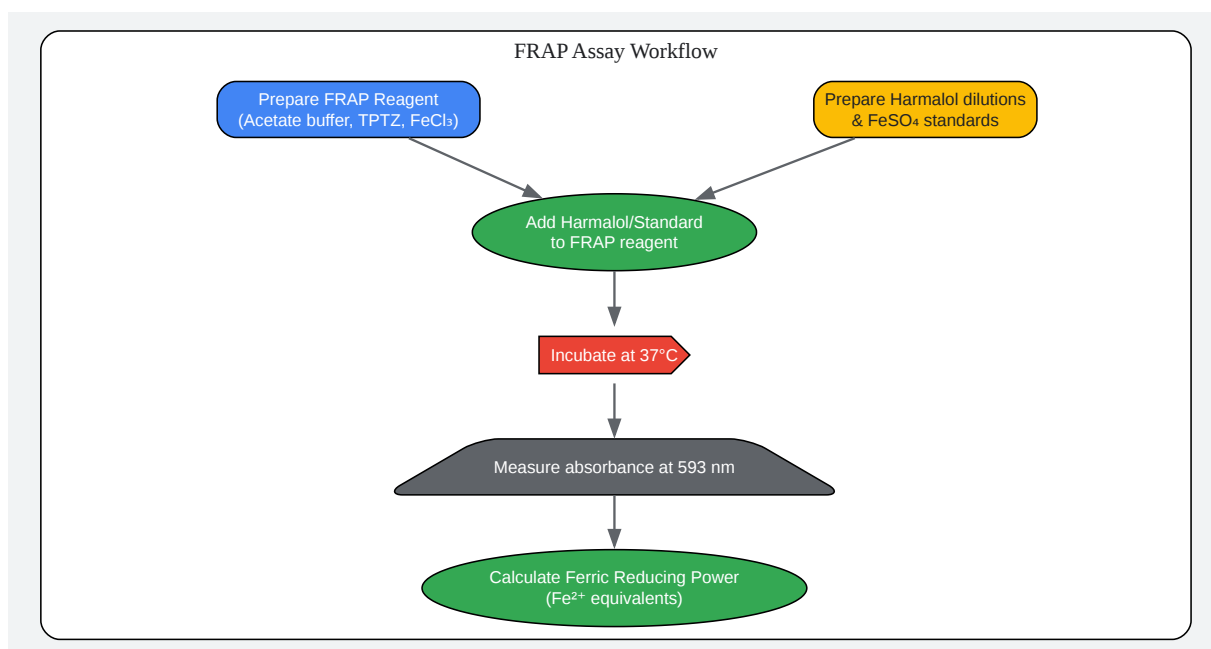 FRAP Assay Workflow
Prepare FRAP Reagent
(Acetate buffer, TPTZ, FeCl₃)
Prepare Harmalol dilutions
& FeSO₄ standards
Add Harmalol/Standard
to FRAP reagent
Incubate at 37°C
Measure absorbance at 593 nm
Calculate Ferric Reducing Power
(Fe²⁺ equivalents)